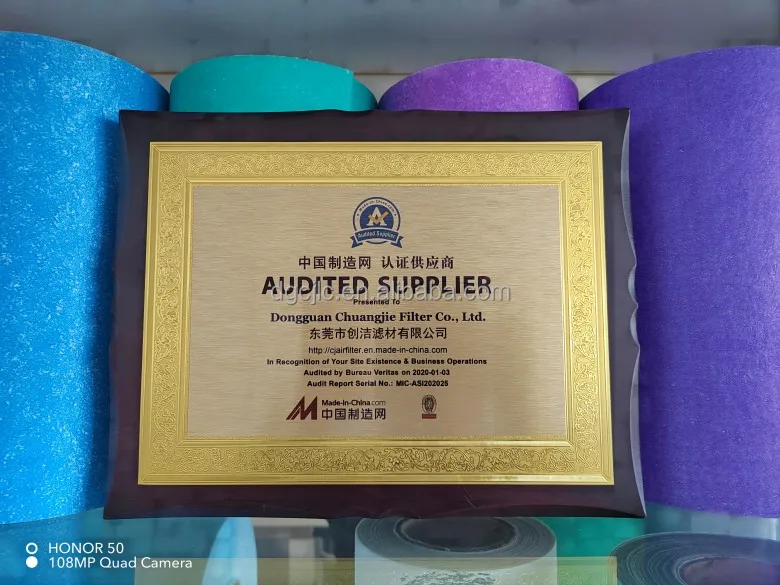 Made-in-China.com
Audited Supplier
中国制造网 认证供应商
AUDITED SUPPLIER
dgcjlc.en.alibaba.com
Presented To
Dongguan Chuangjie Filter Co., Ltd.
东莞市创洁滤材有限公司
http://cjairfilter.en.made-in-china.com
In Recognition of Your Site Existence & Business Operations
Audited by Bureau Veritas on 2020-01-03
Audit Report Serial No.: MIC-ASI202025
Made-in-China.com
中国制造网
HONOR 50
108MP Quad Camera